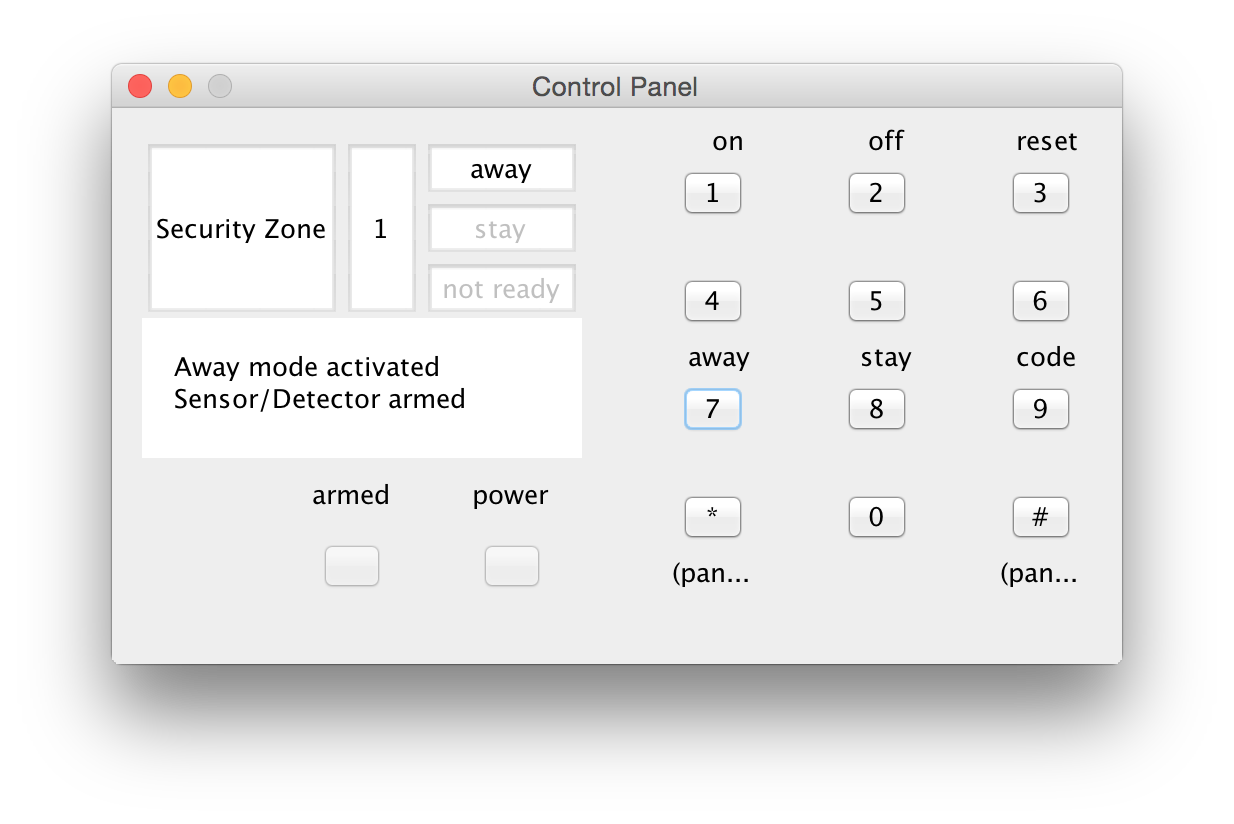 Control Panel
Security Zone
1
away
stay
not ready
Away mode activated
Sensor/Detector armed
armed power
on off reset
1 2 3
4 5 6
away stay code
7 8 9
* 0 #
(pan... (pan...